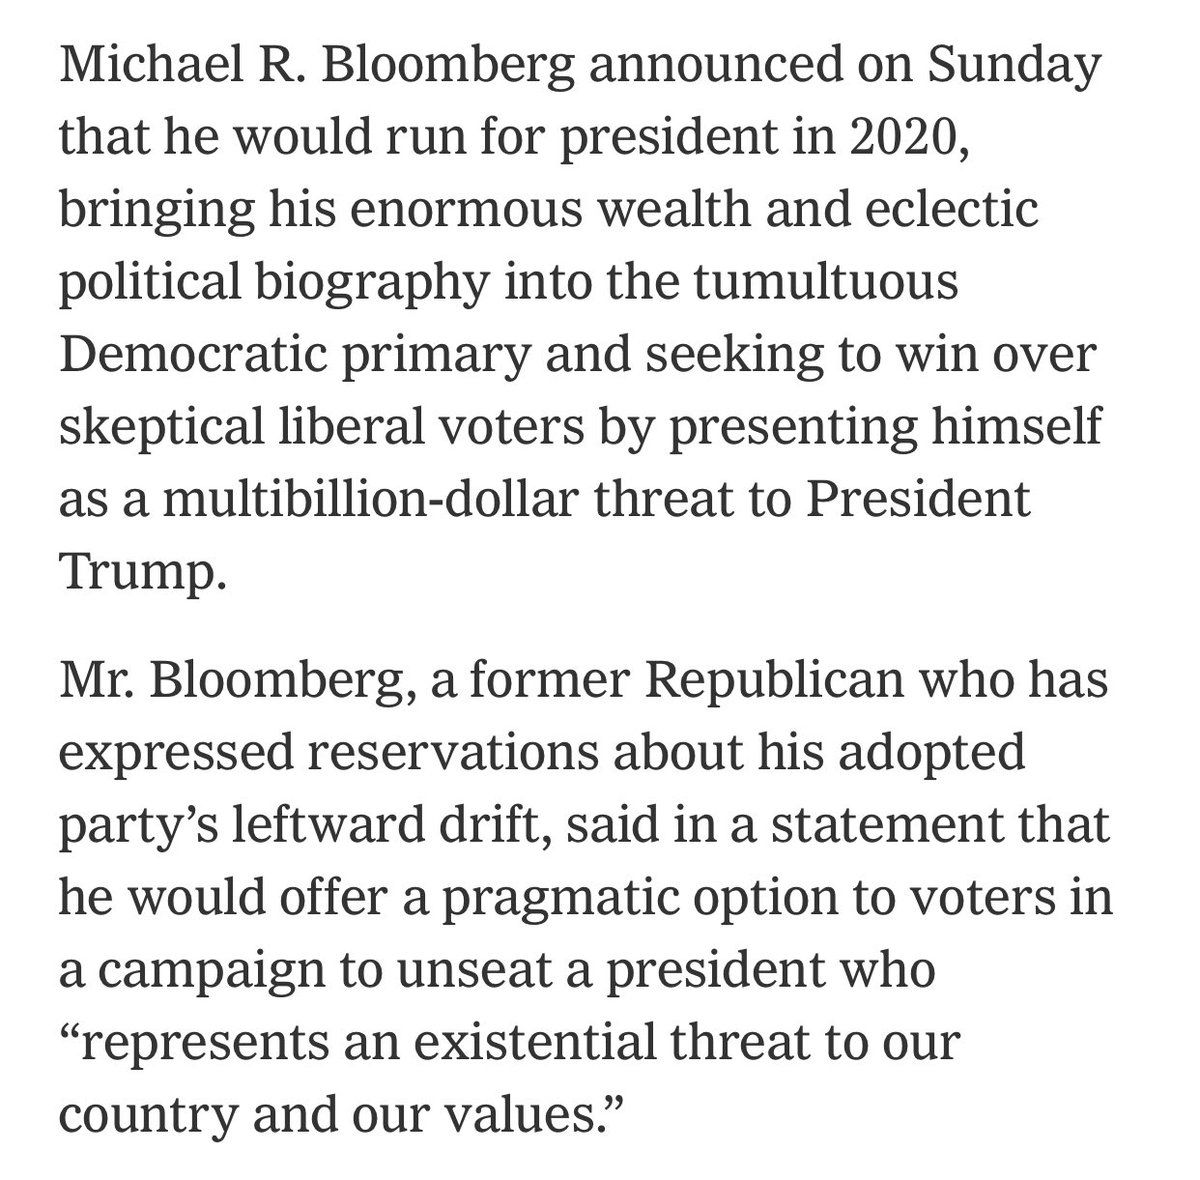 Michael R. Bloomberg announced on Sunday
that he would run for president in 2020,
bringing his enormous wealth and eclectic
political biography into the tumultuous
Democratic primary and seeking to win over
skeptical liberal voters by presenting himself
as a multibillion-dollar threat to President
Trump.
Mr. Bloomberg, a former Republican who has
expressed reservations about his adopted
party’s leftward drift, said in a statement that
he would offer a pragmatic option to voters in
a campaign to unseat a president who
“represents an existential threat to our
country and our values.”